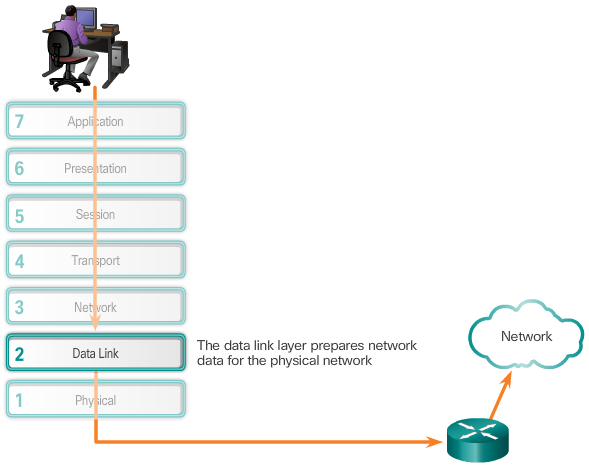 7 Application
6 Presentation
5 Session
4 Transport
3 Network
2 Data Link
The data link layer prepares network
data for the physical network
Network
1 Physical